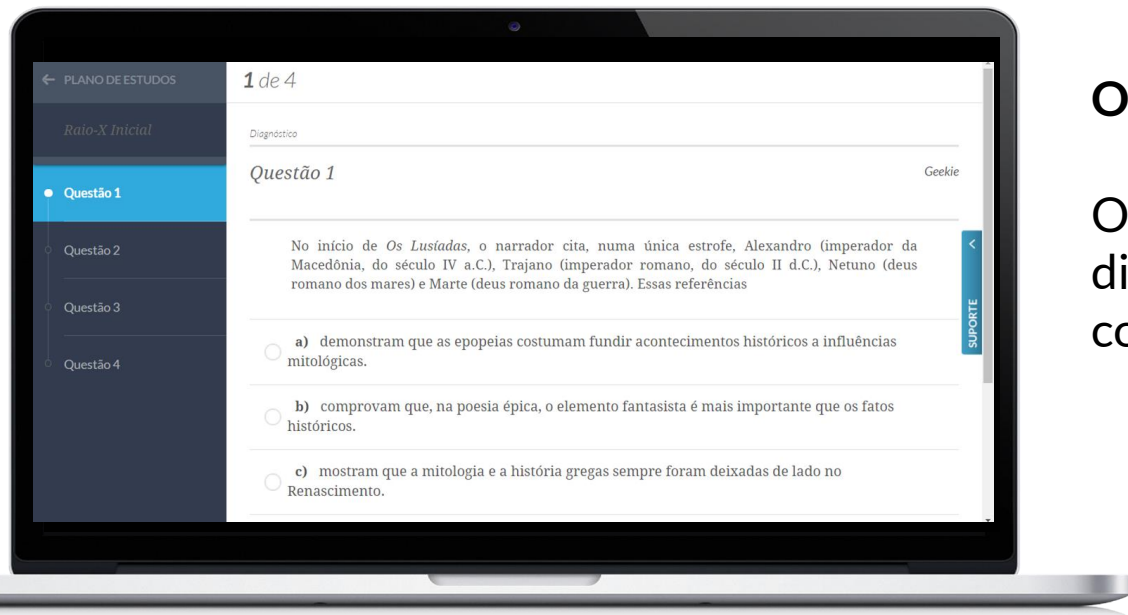 PLANO DE ESTUDOS
Raio-X Inicial
Questão 1
Questão 2
Questão 3
Questão 4
1 de 4
Diagnóstico
Questão 1
Geekie
No início de Os Lusíadas, o narrador cita, numa única estrofe, Alexandro (imperador da
Macedônia, do século IV a.C.), Trajano (imperador romano, do século II d.C.), Netuno (deus
romano dos mares) e Marte (deus romano da guerra). Essas referências
a) demonstram que as epopeias costumam fundir acontecimentos históricos a influências
mitológicas.
b) comprovam que, na poesia épica, o elemento fantasista é mais importante que os fatos
históricos.
c) mostram que a mitologia e a história gregas sempre foram deixadas de lado no
Renascimento.
SUPORTE
O
O
di
co